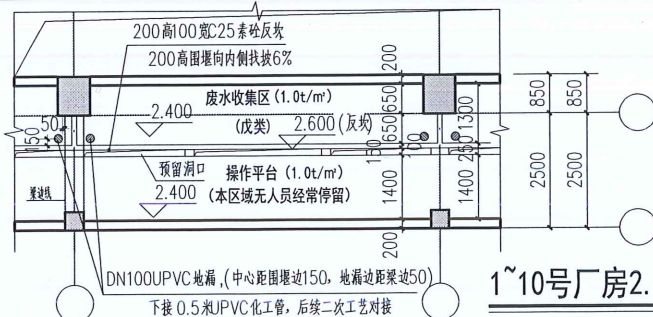 200高100宽C25素砼反坎
200高围堰向内侧找坡6%
200
废水收集区 (1.0t/m²)
650
850
850
1300
50
2.400
(戊类)
2.600 (反坎)
650
150
150
250
预留洞口
操作平台 (1.0t/m²)
2500
2500
梁边线
2.400
(本区域无人员经常停留)
1400
1400
200
DN100UPVC地漏,(中心距围堰边150, 地漏边距梁边50)
下接0.5米UPVC化工管, 后续二次工艺对接
1~10号厂房2.